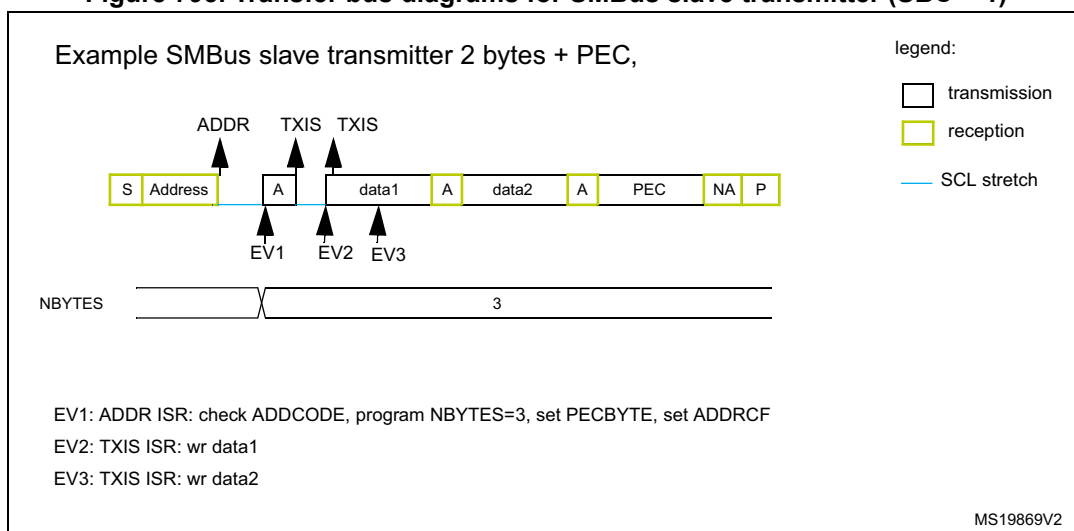 Example SMBus slave transmitter 2 bytes + PEC,
legend:
transmission
reception
SCL stretch
ADDR TXIS TXIS
S Address A data1 A data2 A PEC NA P
EV1 EV2 EV3
NBYTES 3
EV1: ADDR ISR: check ADDCODE, program NBYTES=3, set PECBYTE, set ADDRCF
EV2: TXIS ISR: wr data1
EV3: TXIS ISR: wr data2
MS19869V2